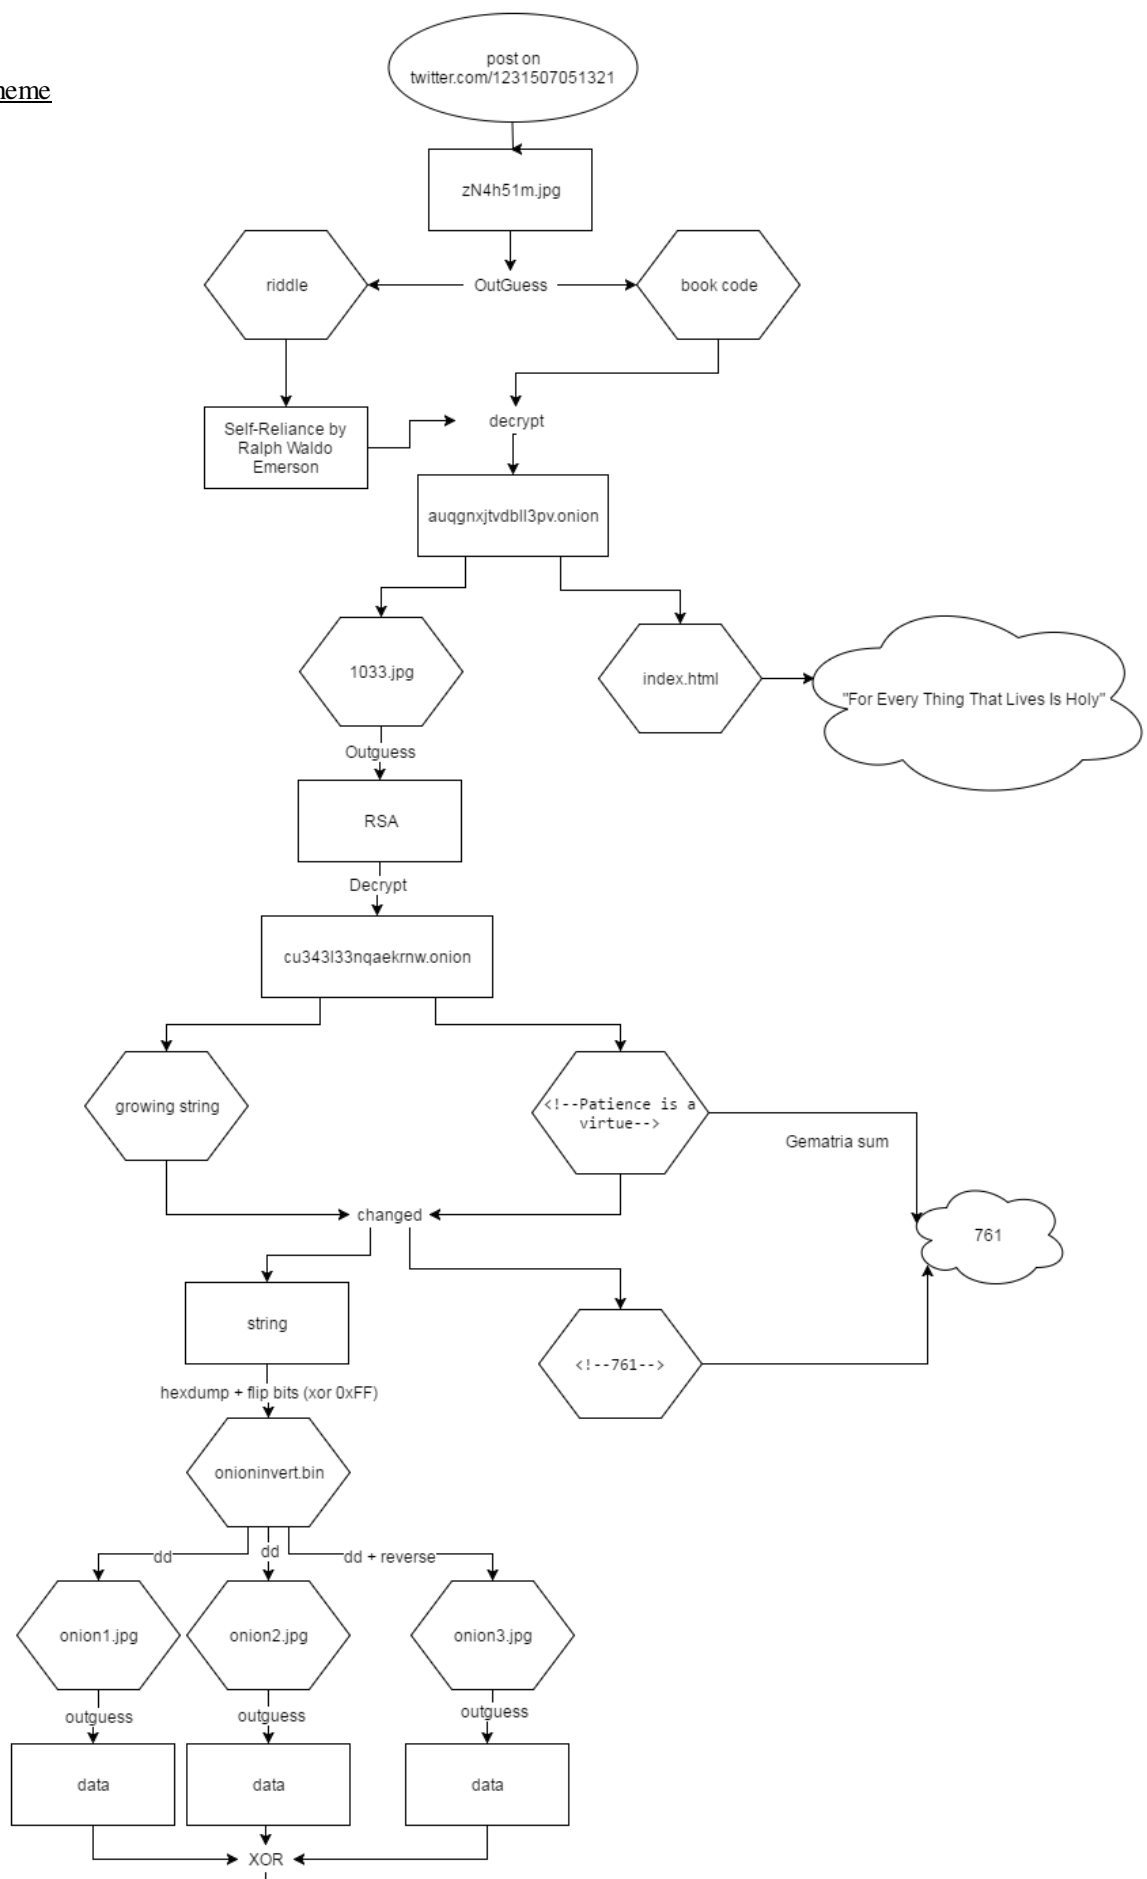 post on
twitter.com/1231507051321
heme
zN4h51m.jpg
riddle
OutGuess
book code
Self-Reliance by
Ralph Waldo
Emerson
decrypt
auqgnxjtvdbll3pv.onion
1033.jpg
index.html
"For Every Thing That Lives Is Holy"
Outguess
RSA
Decrypt
cu343l33nqaekrnw.onion
growing string
<!--Patience is a
virtue-->
Gematria sum
changed
761
string
<!--761-->
hexdump + flip bits (xor 0xFF)
onioninvert.bin
dd
dd
dd + reverse
onion1.jpg
onion2.jpg
onion3.jpg
outguess
outguess
outguess
data
data
data
XOR